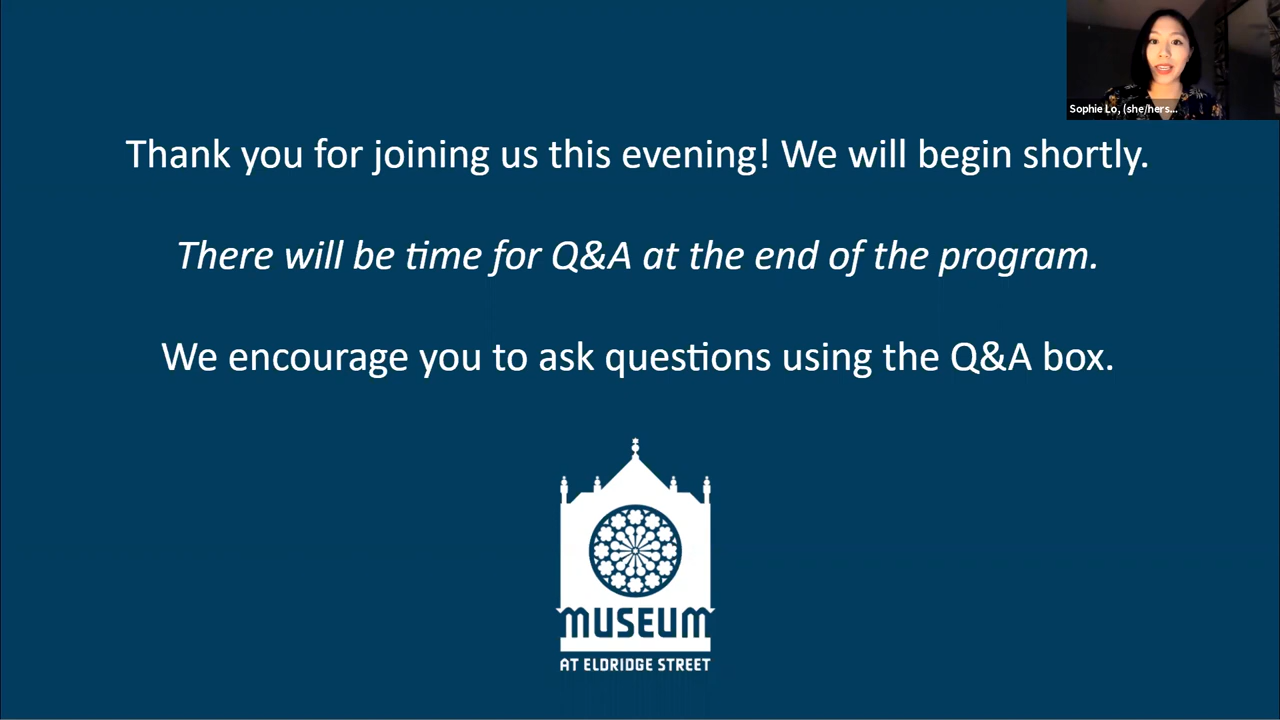 Sophie Lo, (she/hers...
Thank you for joining us this evening! We will begin shortly.
There will be time for Q&A at the end of the program.
We encourage you to ask questions using the Q&A box.
MUSEUM
AT ELDRIDGE STREET